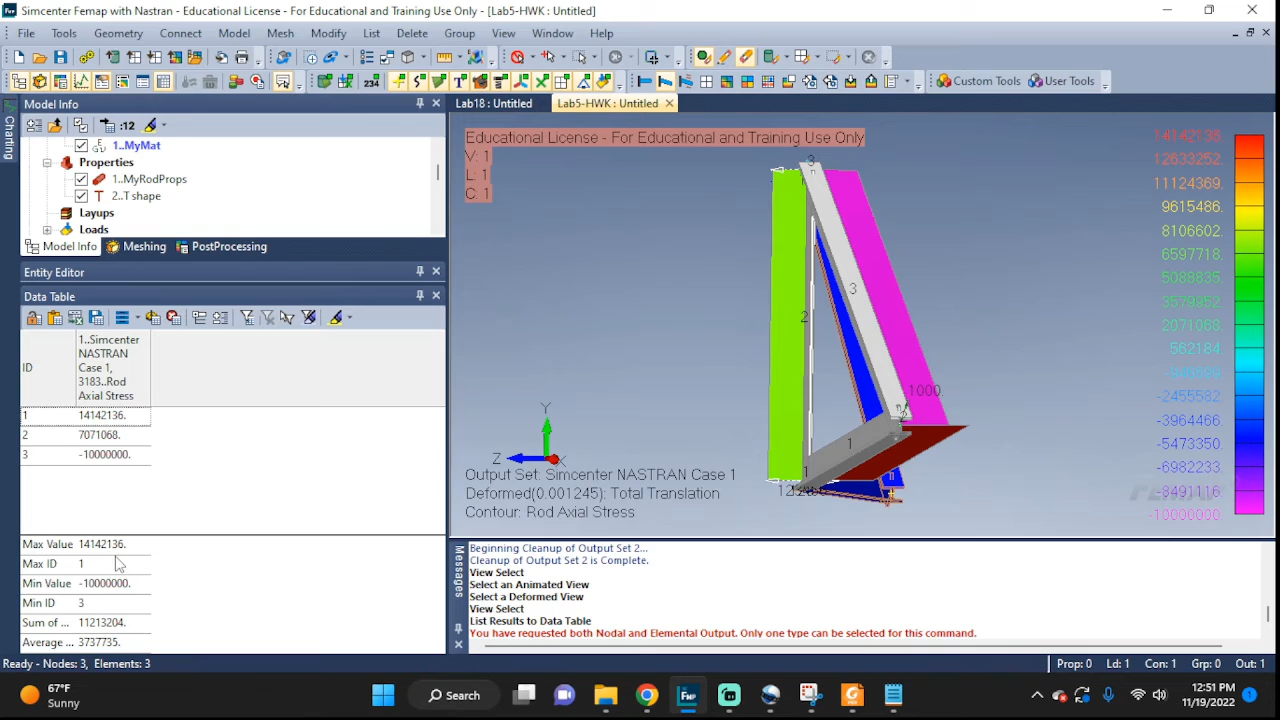 Simcenter Femap with Nastran - Educational License - For Educational and Training Use Only - [Lab5-HWK : Untitled]
File Tools Geometry Connect Model Mesh Modify List Delete Group View Window Help
234
Custom Tools User Tools
Charting
Model Info
:12
1..MyMat
Properties
1..MyRodProps
2..T shape
Layups
Loads
Model Info Meshing PostProcessing
Entity Editor
Data Table
ID
1..Simcenter
NASTRAN
Case 1,
3183..Rod
Axial Stress
1 14142136.
2 7071068.
3 -10000000.
Max Value 14142136.
Max ID 1
Min Value -10000000.
Min ID 3
Sum of ... 11213204.
Average ... 3737735.
Lab18 : Untitled Lab5-HWK : Untitled
Educational License - For Educational and Training Use Only
V: 1
L: 1
C: 1
3
3
2
1000.
1
1
Y
Z
X
Output Set: Simcenter NASTRAN Case 1
Deformed(0.001245): Total Translation
Contour: Rod Axial Stress
14142136.
12633252.
11124369.
9615486.
8106602.
6597718.
5088835.
3579952.
2071068.
562184.
-2455582.
-3964466.
-5473350.
-6982233.
-8491116.
-10000000.
Messages
Beginning Cleanup of Output Set 2...
Cleanup of Output Set 2 is Complete.
View Select
Select an Animated View
Select a Deformed View
View Select
List Results to Data Table
You have requested both Nodal and Elemental Output. Only one type can be selected for this command.
Ready - Nodes: 3, Elements: 3
Prop: 0 Ld: 1 Con: 1 Grp: 0 Out: 1
67°F
Sunny
Search
12:51 PM
11/19/2022